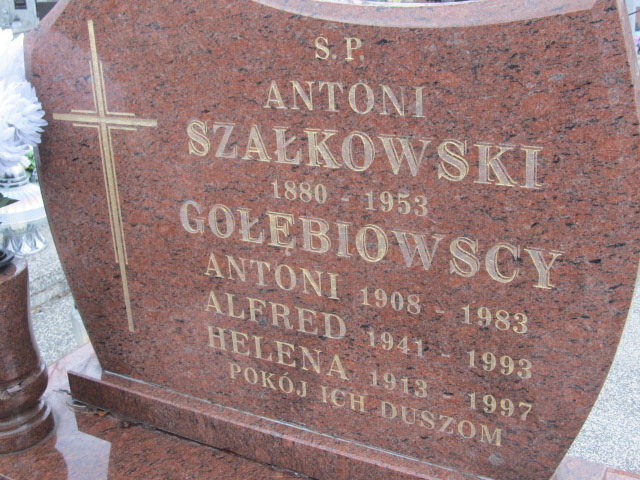 Ś.P.
ANTONI
SZAŁKOWSKI
1880 - 1953
GOŁĘBIOWSCY
ANTONI 1908 - 1983
ALFRED 1941 - 1993
HELENA 1913 - 1997
POKÓJ ICH DUSZOM